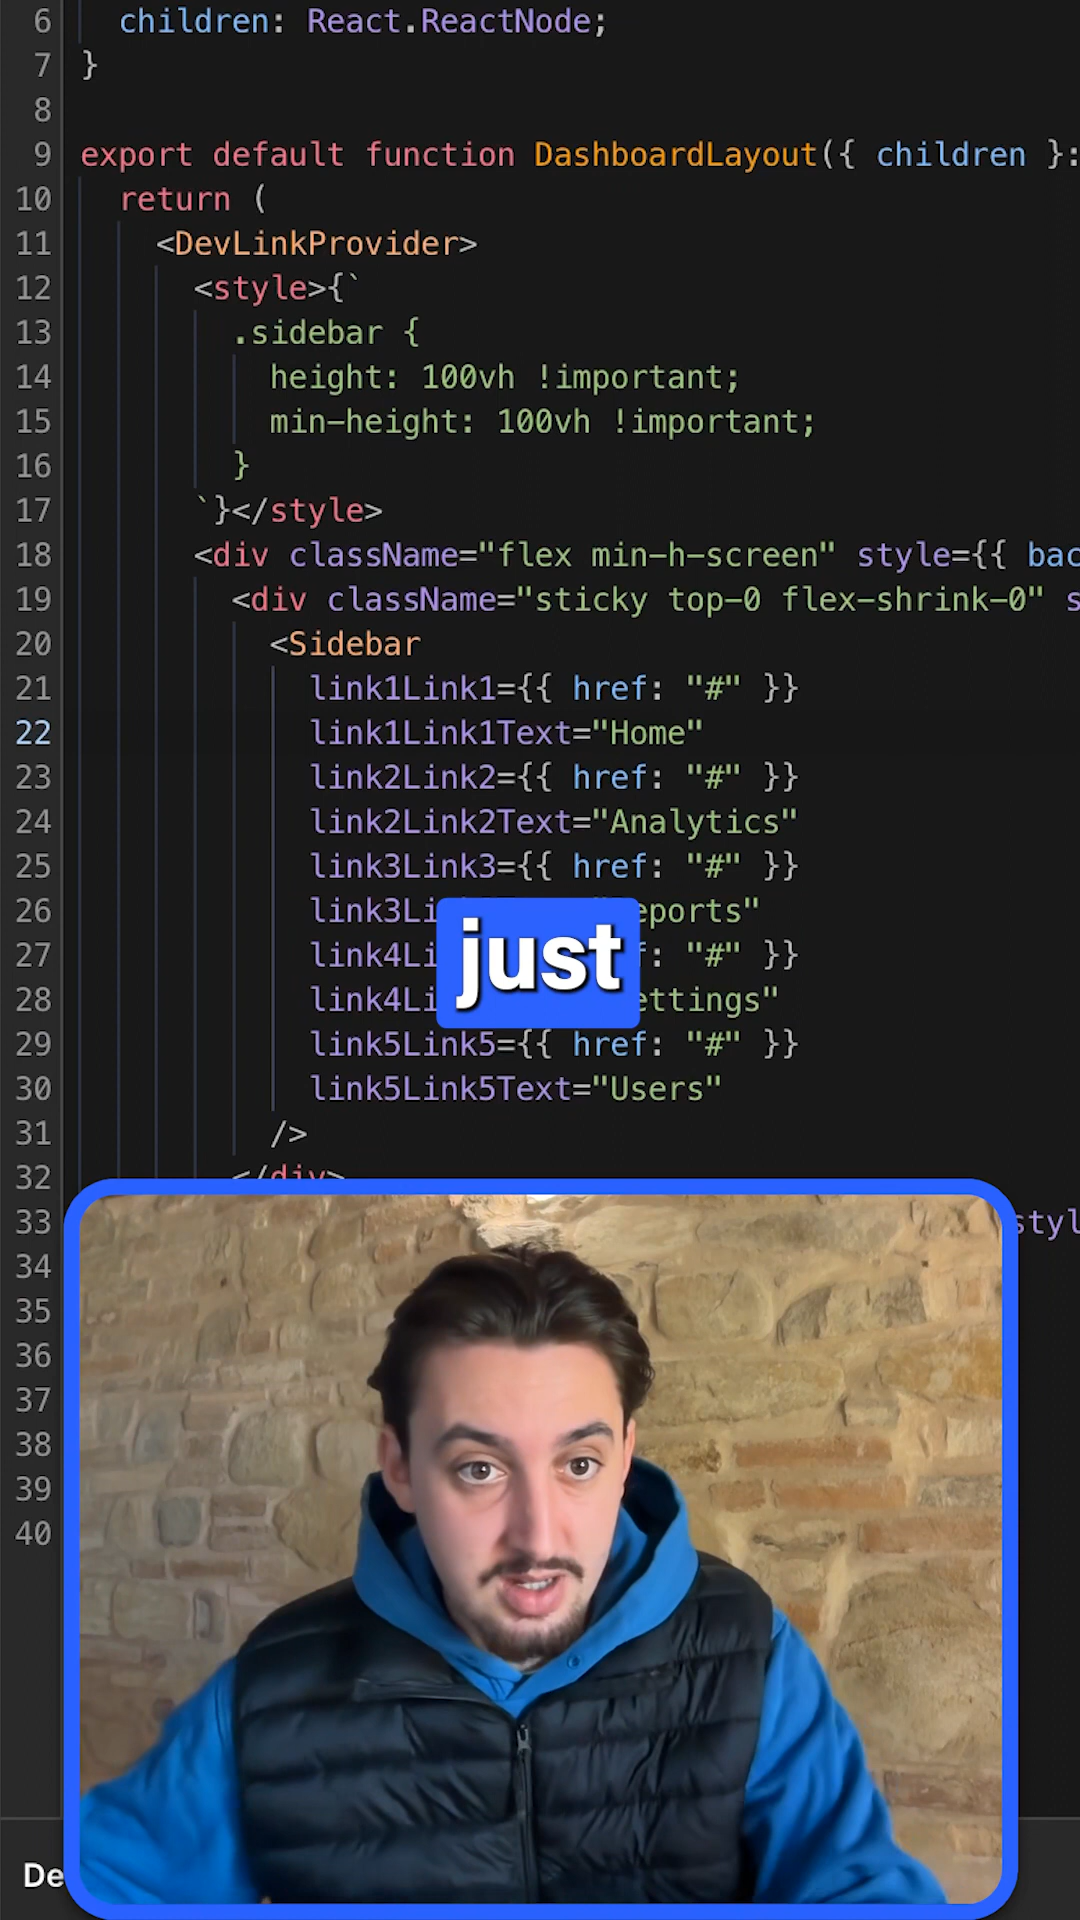 6 children: React.ReactNode;
7 }
8
9 export default function DashboardLayout({ children }:
10 return (
11 <DevLinkProvider>
12 <style>{`
13 .sidebar {
14 height: 100vh !important;
15 min-height: 100vh !important;
16 }
17 `}</style>
18 <div className="flex min-h-screen" style={{ bac
19 <div className="sticky top-0 flex-shrink-0" s
20 <Sidebar
21 link1Link1={{ href: "#" }}
22 link1Link1Text="Home"
23 link2Link2={{ href: "#" }}
24 link2Link2Text="Analytics"
25 link3Link3={{ href: "#" }}
26 link3Li eports"
just
27 link4Li : "#" }}
28 link4Li ettings"
29 link5Link5={{ href: "#" }}
30 link5Link5Text="Users"
31 />
32 </div>
33 styl
34
35
36
37
38
39
40
De